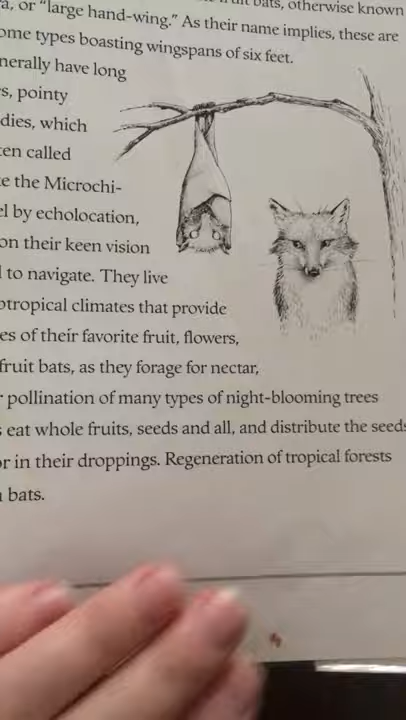 a, or “large hand-wing.” As their name implies, these are
ome types boasting wingspans of six feet.
nerally have long
s, pointy
dies, which
en called
e the Microchi-
el by echolocation,
on their keen vision
l to navigate. They live
otropical climates that provide
es of their favorite fruit, flowers,
fruit bats, as they forage for nectar,
r pollination of many types of night-blooming trees
s eat whole fruits, seeds and all, and distribute the seeds
or in their droppings. Regeneration of tropical forests
bats.